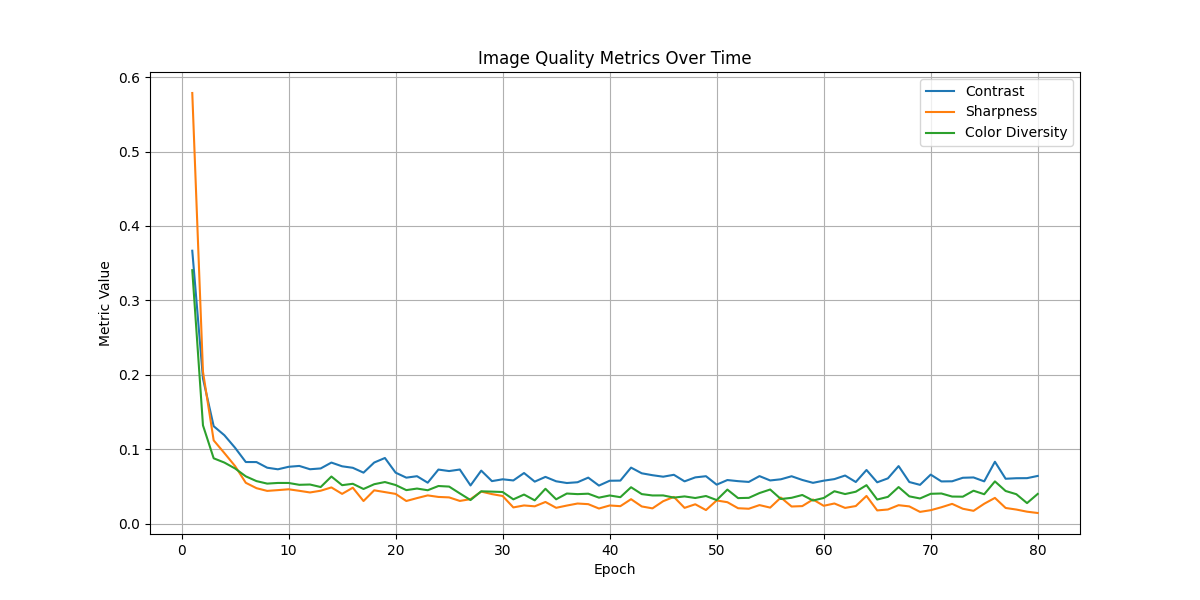 Image Quality Metrics Over Time
0.6
0.5
0.4
0.3
0.2
0.1
0.0
Metric Value
Contrast
Sharpness
Color Diversity
0 10 20 30 40 50 60 70 80
Epoch